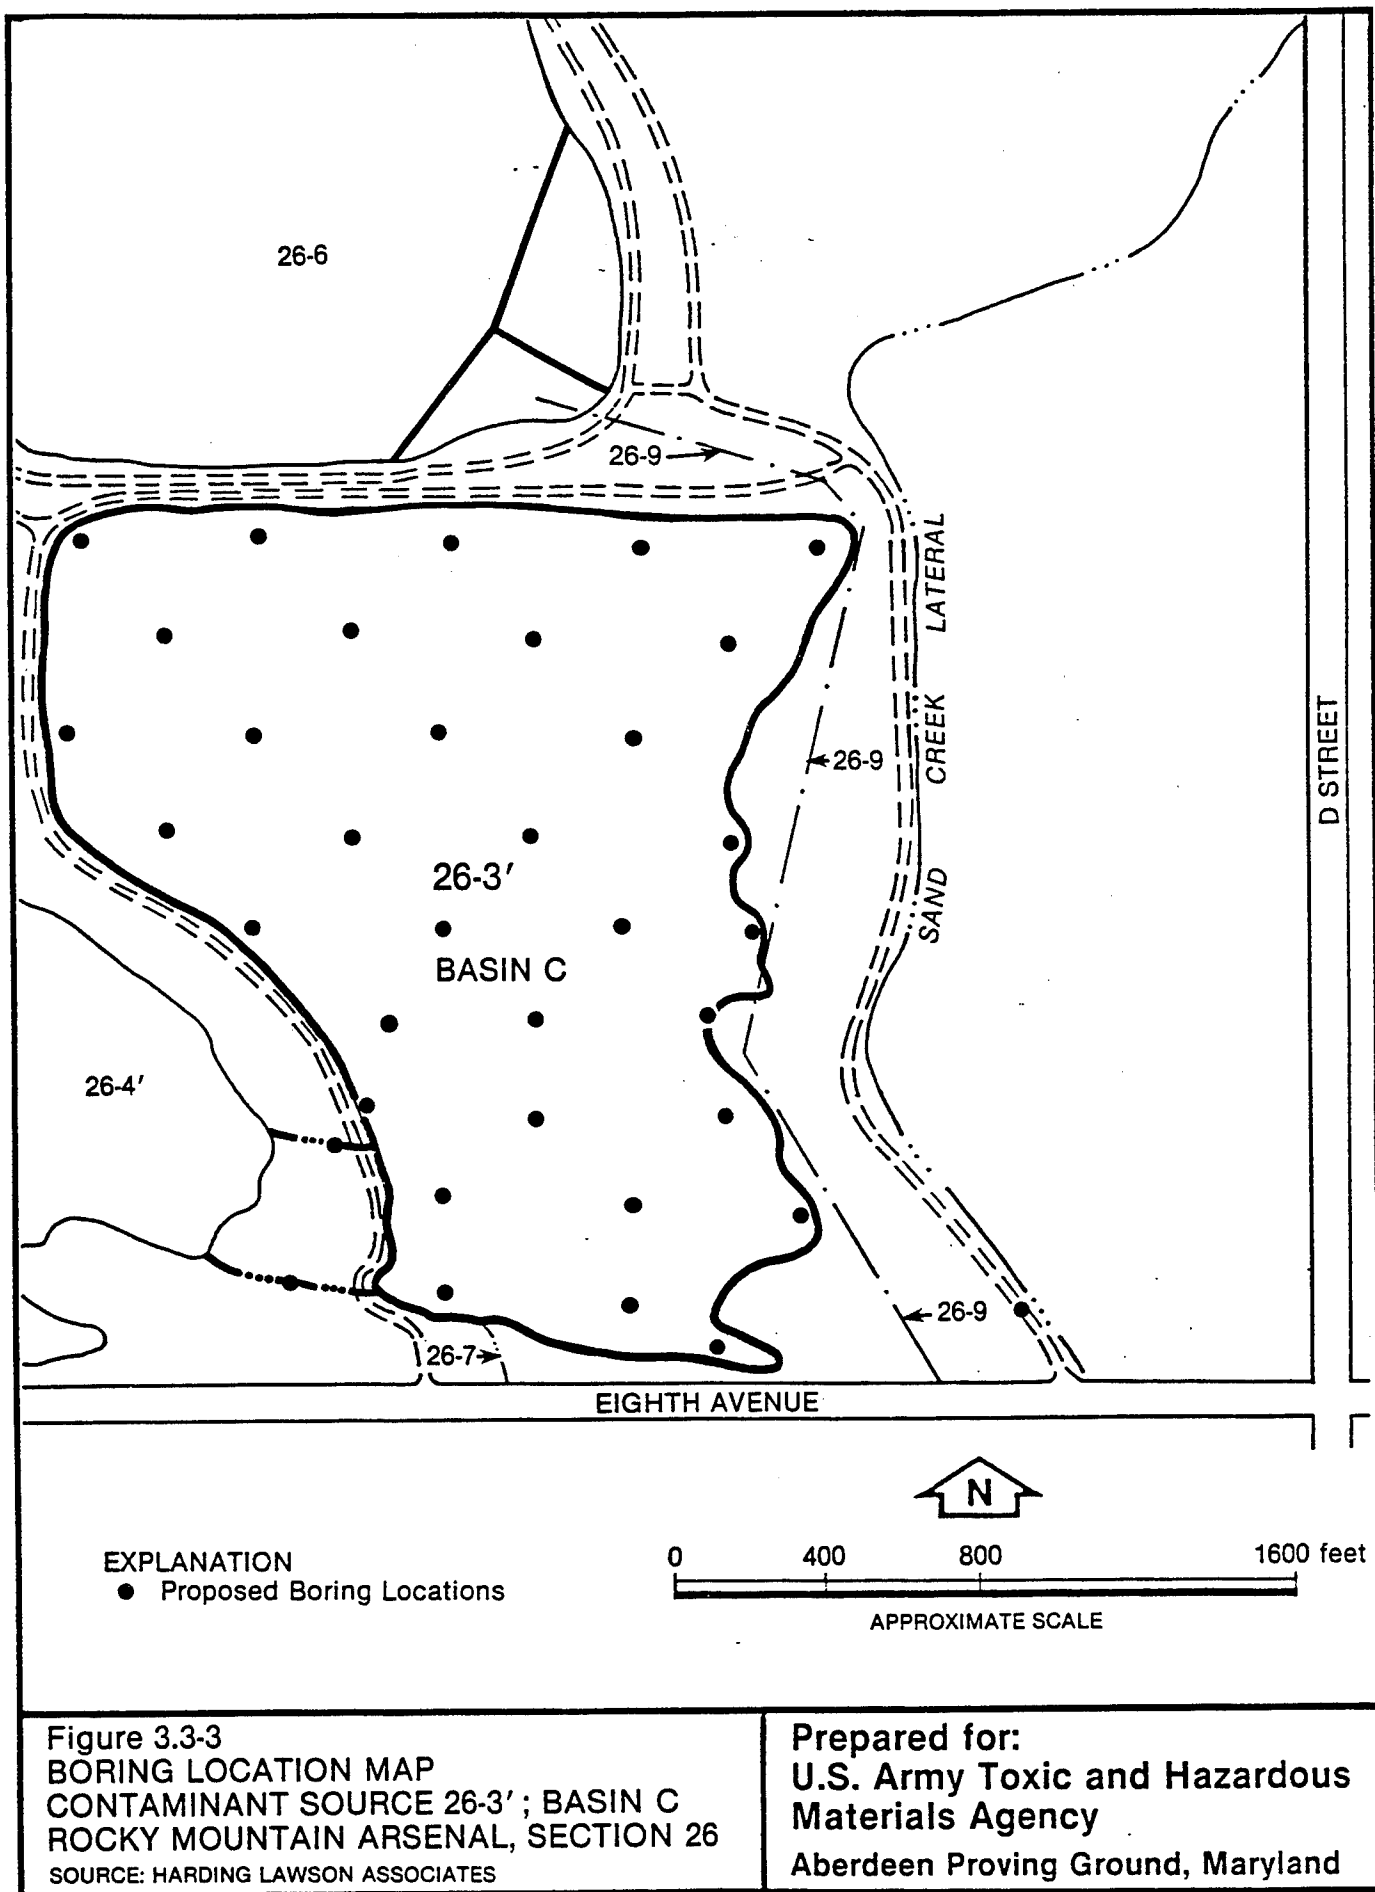 26-6
26-9
LATERAL
CREEK
SAND
26-9
D STREET
26-3′
BASIN C
26-4′
26-9
26-7
EIGHTH AVENUE
N
EXPLANATION
● Proposed Boring Locations
0 400 800 1600 feet
APPROXIMATE SCALE
Figure 3.3-3
BORING LOCATION MAP
CONTAMINANT SOURCE 26-3′; BASIN C
ROCKY MOUNTAIN ARSENAL, SECTION 26
SOURCE: HARDING LAWSON ASSOCIATES
Prepared for:
U.S. Army Toxic and Hazardous
Materials Agency
Aberdeen Proving Ground, Maryland